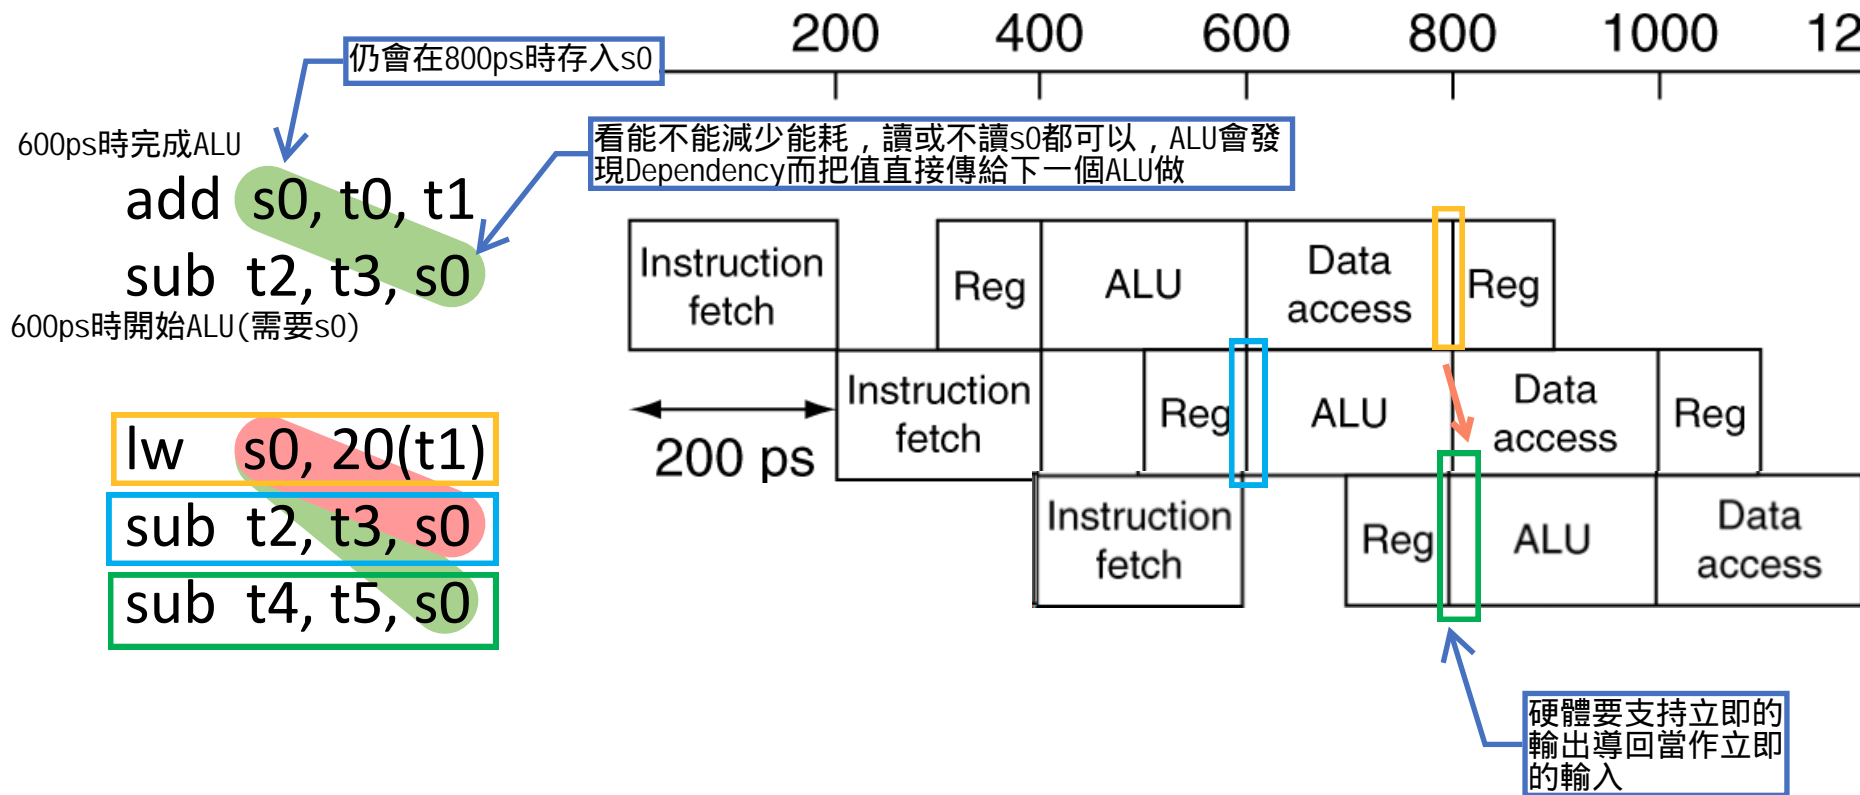 200 400 600 800 1000 12
仍會在800ps時存入s0
600ps時完成ALU
add s0, t0, t1
sub t2, t3, s0
600ps時開始ALU(需要s0)
看能不能減少能耗，讀或不讀s0都可以，ALU會發
現Dependency而把值直接傳給下一個ALU做
Instruction
fetch
Reg
ALU
Data
access
Reg
200 ps
Instruction
fetch
Reg
ALU
Data
access
Reg
Instruction
fetch
Reg
ALU
Data
access
lw s0, 20(t1)
sub t2, t3, s0
sub t4, t5, s0
硬體要支持立即的
輸出導回當作立即
的輸入